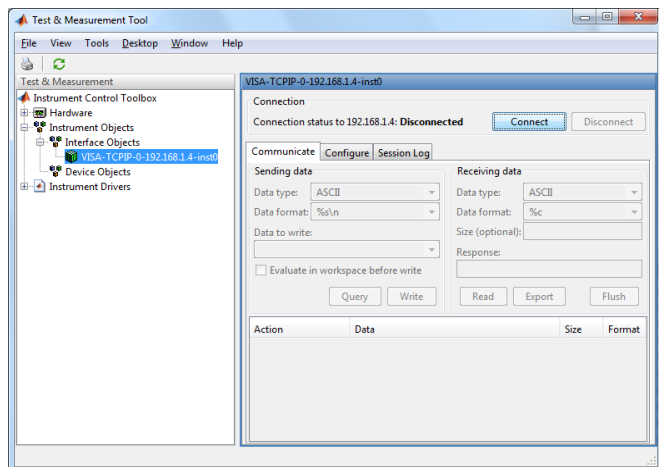 Test & Measurement Tool
File View Tools Desktop Window Help
Test & Measurement
Instrument Control Toolbox
Hardware
Instrument Objects
Interface Objects
VISA-TCPIP-0-192.168.1.4-inst0
Device Objects
Instrument Drivers
VISA-TCPIP-0-192.168.1.4-inst0
Connection
Connection status to 192.168.1.4: Disconnected Connect Disconnect
Communicate Configure Session Log
Sending data Receiving data
Data type: ASCII Data type: ASCII
Data format: %s\n Data format: %c
Data to write: Size (optional):
Response:
Evaluate in workspace before write
Query Write Read Export Flush
Action Data Size Format